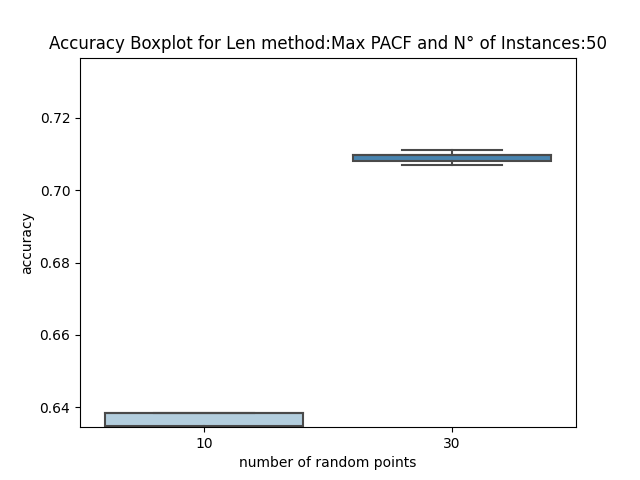 Accuracy Boxplot for Len method:Max PACF and N° of Instances:50
0.72
0.70
0.68
0.66
0.64
accuracy
10 30
number of random points